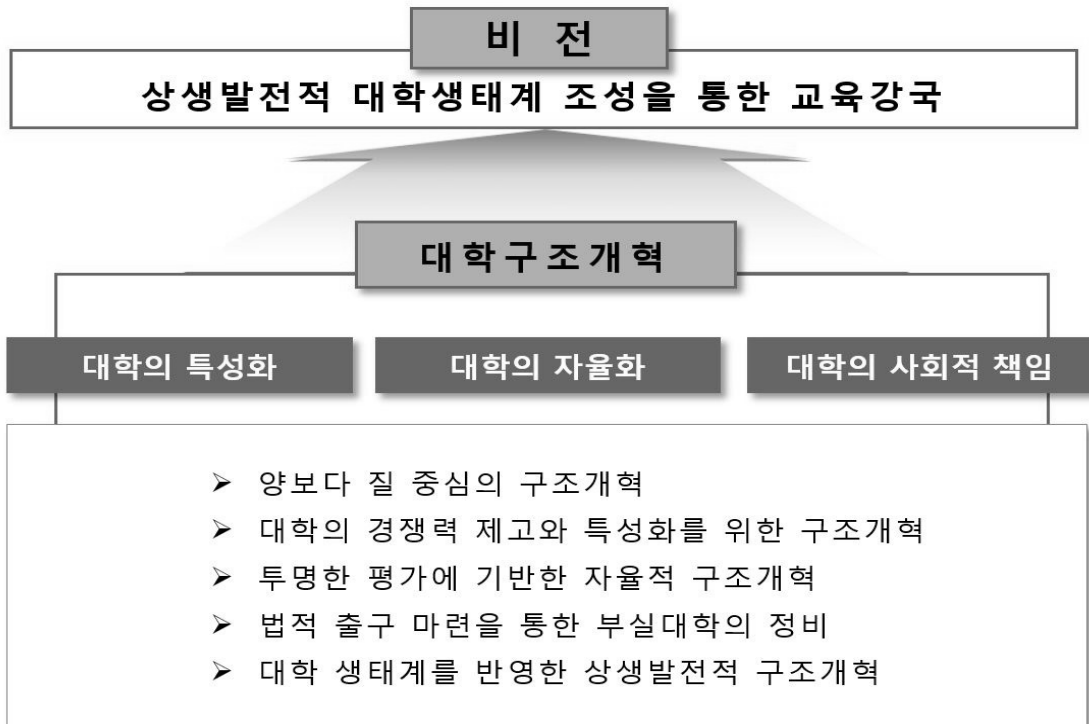 비 전
상생발전적 대학생태계 조성을 통한 교육강국
대학구조개혁
대학의 특성화
대학의 자율화
대학의 사회적 책임
➢ 양보다 질 중심의 구조개혁
➢ 대학의 경쟁력 제고와 특성화를 위한 구조개혁
➢ 투명한 평가에 기반한 자율적 구조개혁
➢ 법적 출구 마련을 통한 부실대학의 정비
➢ 대학 생태계를 반영한 상생발전적 구조개혁